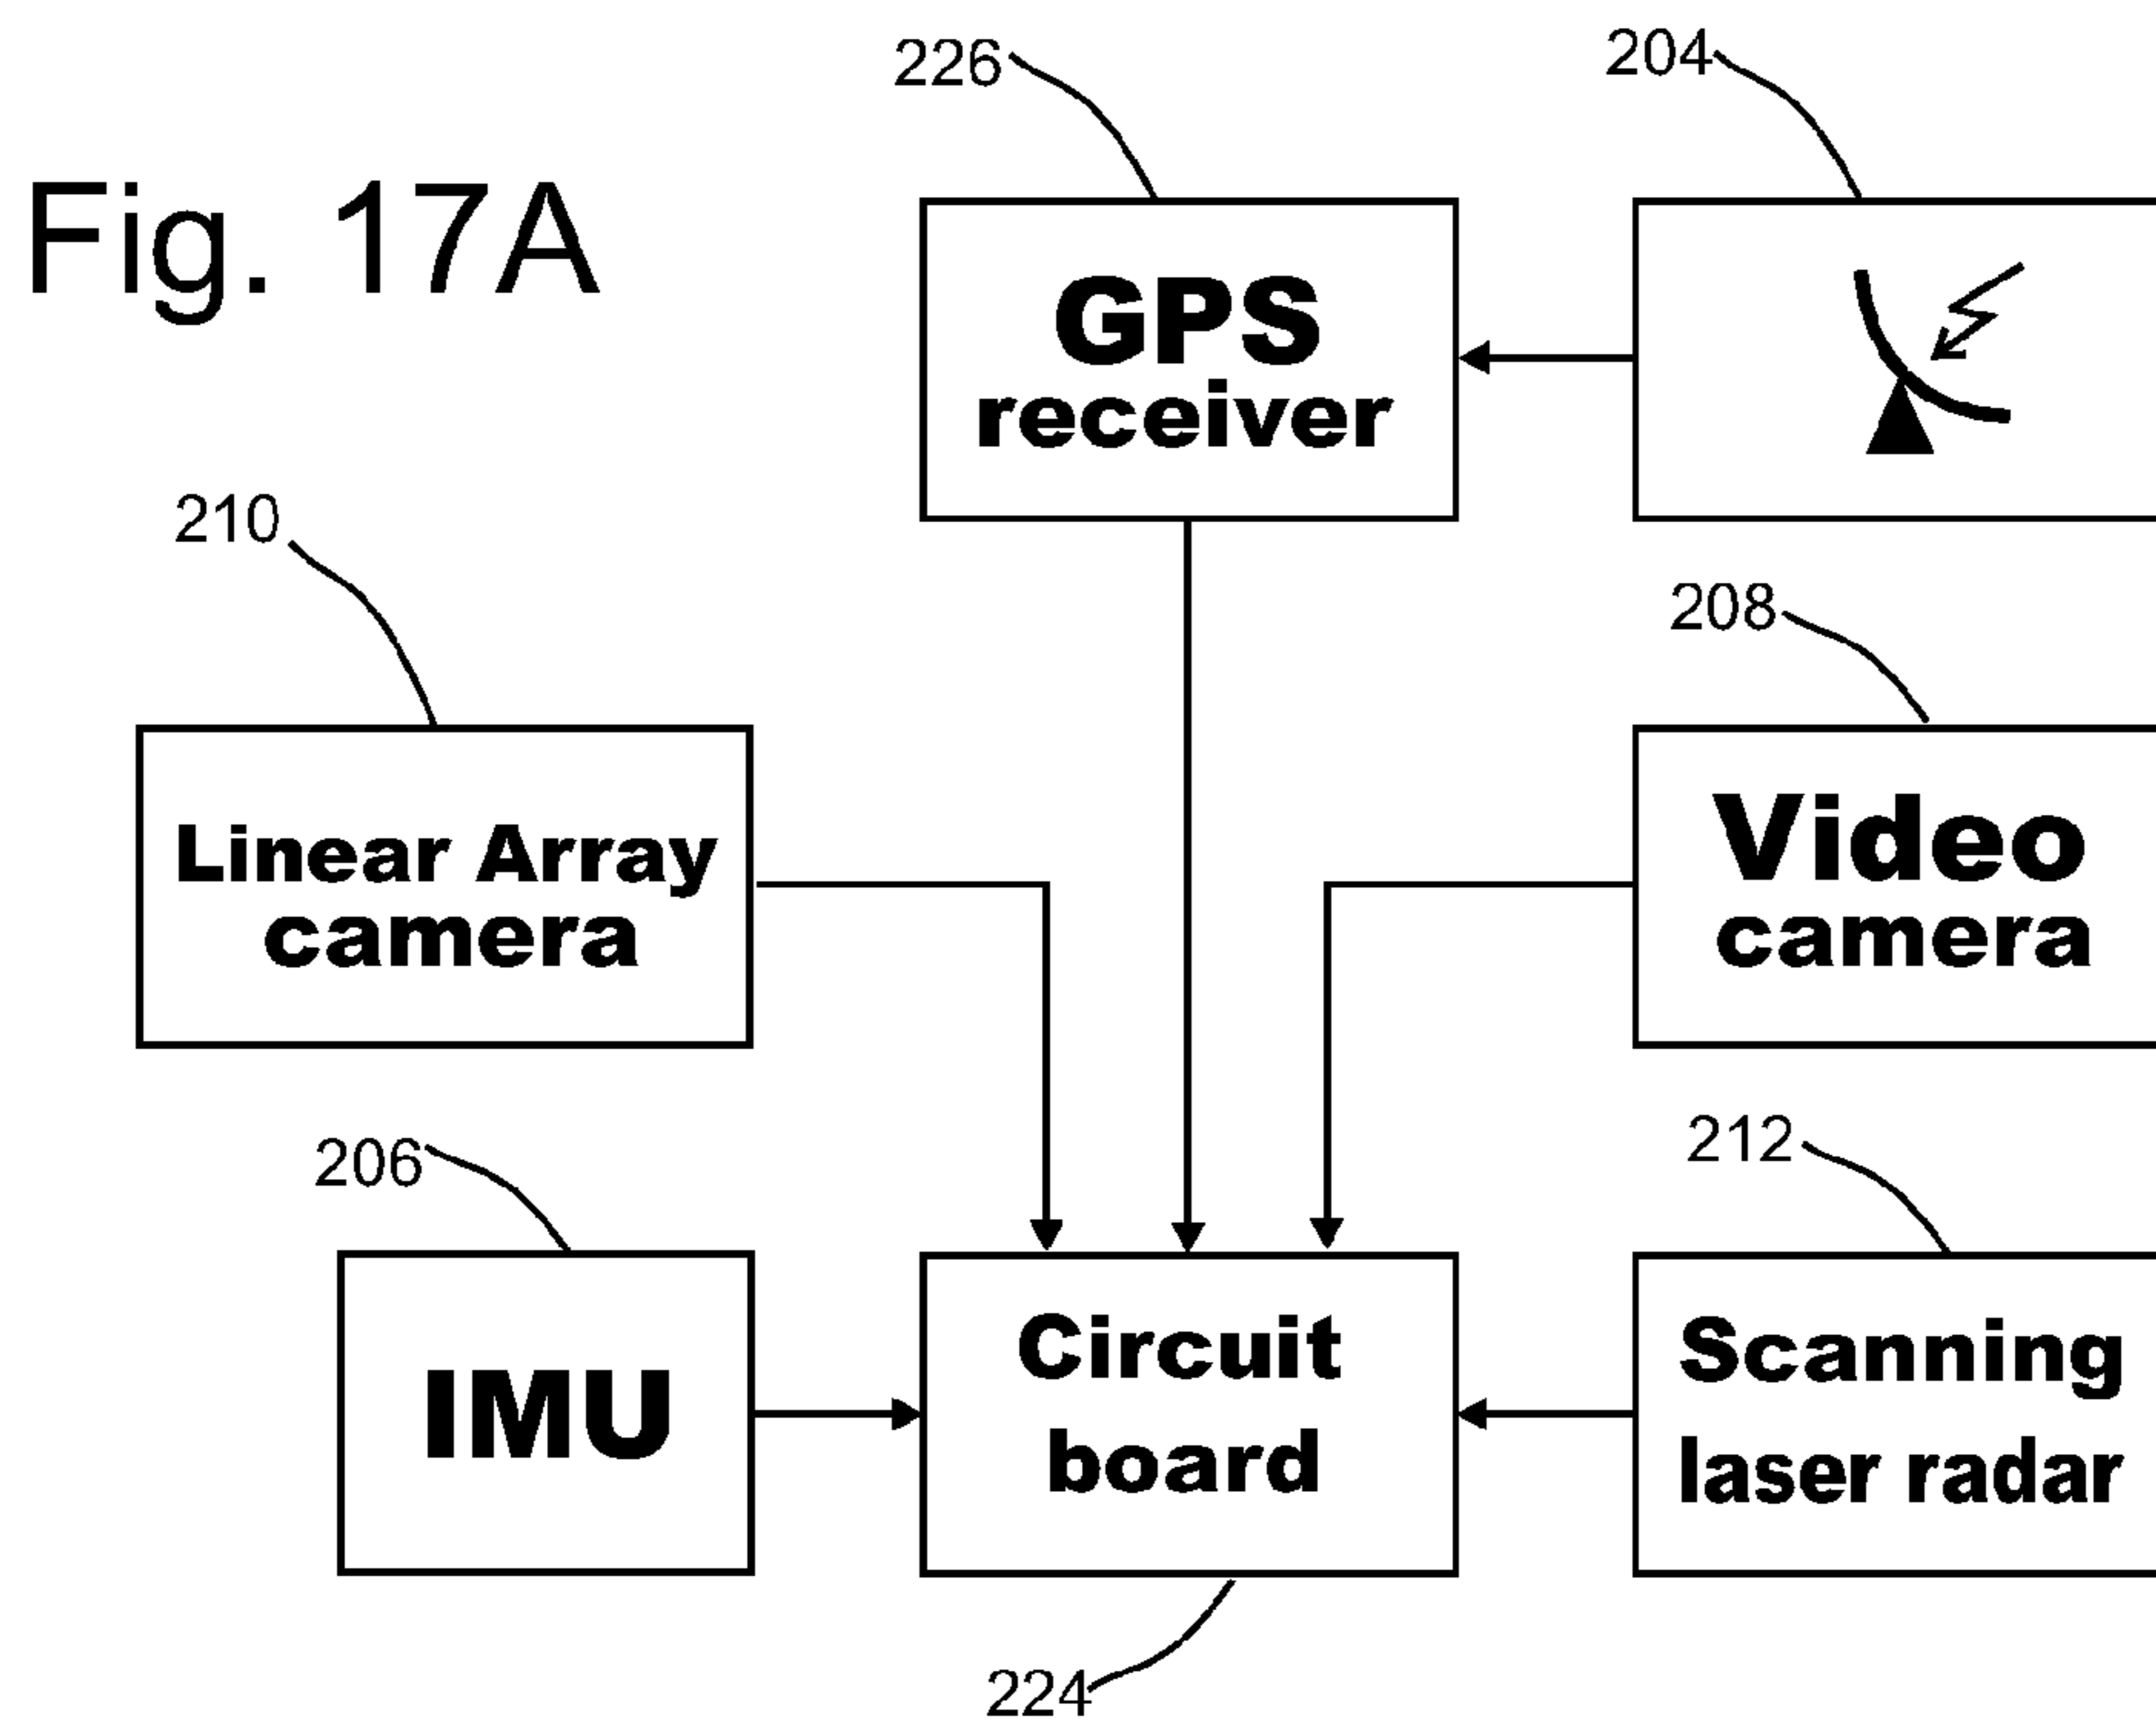 226
204
Fig. 17A
GPS
receiver
210
208
Linear Array
camera
Video
camera
206
212
IMU
Circuit
board
Scanning
laser radar
224